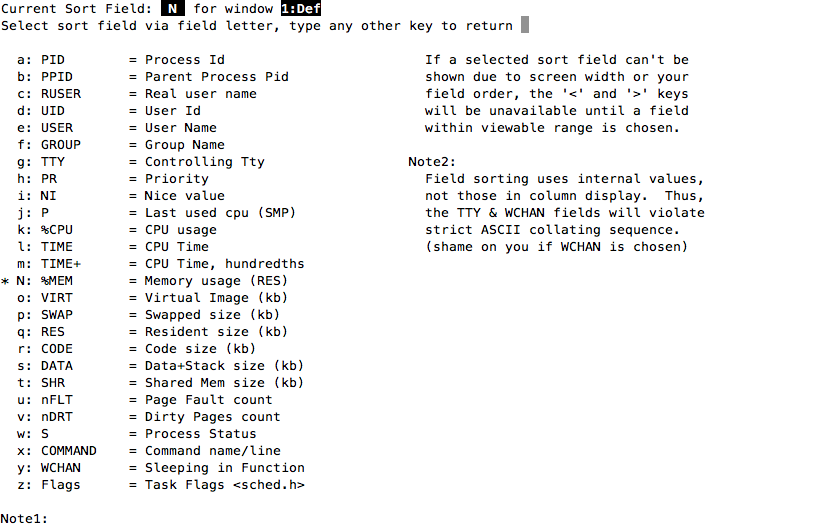 Current Sort Field:  N  for window 1:Def
Select sort field via field letter, type any other key to return
  a: PID        = Process Id
  b: PPID       = Parent Process Pid
  c: RUSER      = Real user name
  d: UID        = User Id
  e: USER       = User Name
  f: GROUP      = Group Name
  g: TTY        = Controlling Tty
  h: PR         = Priority
  i: NI         = Nice value
  j: P          = Last used cpu (SMP)
  k: %CPU       = CPU usage
  l: TIME       = CPU Time
  m: TIME+      = CPU Time, hundredths
* N: %MEM       = Memory usage (RES)
  o: VIRT       = Virtual Image (kb)
  p: SWAP       = Swapped size (kb)
  q: RES        = Resident size (kb)
  r: CODE       = Code size (kb)
  s: DATA       = Data+Stack size (kb)
  t: SHR        = Shared Mem size (kb)
  u: nFLT       = Page Fault count
  v: nDRT       = Dirty Pages count
  w: S          = Process Status
  x: COMMAND    = Command name/line
  y: WCHAN      = Sleeping in Function
  z: Flags      = Task Flags <sched.h>
Note1:
  If a selected sort field can't be
  shown due to screen width or your
  field order, the '<' and '>' keys
  will be unavailable until a field
  within viewable range is chosen.
Note2:
  Field sorting uses internal values,
  not those in column display.  Thus,
  the TTY & WCHAN fields will violate
  strict ASCII collating sequence.
  (shame on you if WCHAN is chosen)